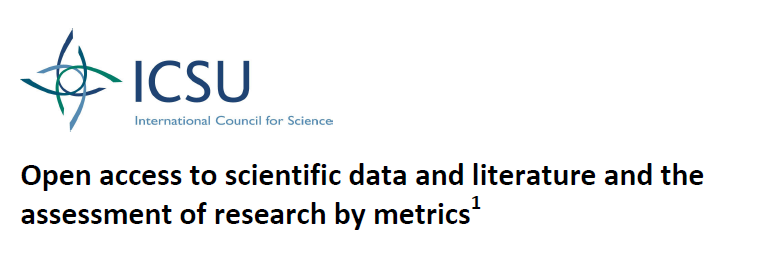 ICSU
International Council for Science
Open access to scientific data and literature and the
assessment of research by metrics¹